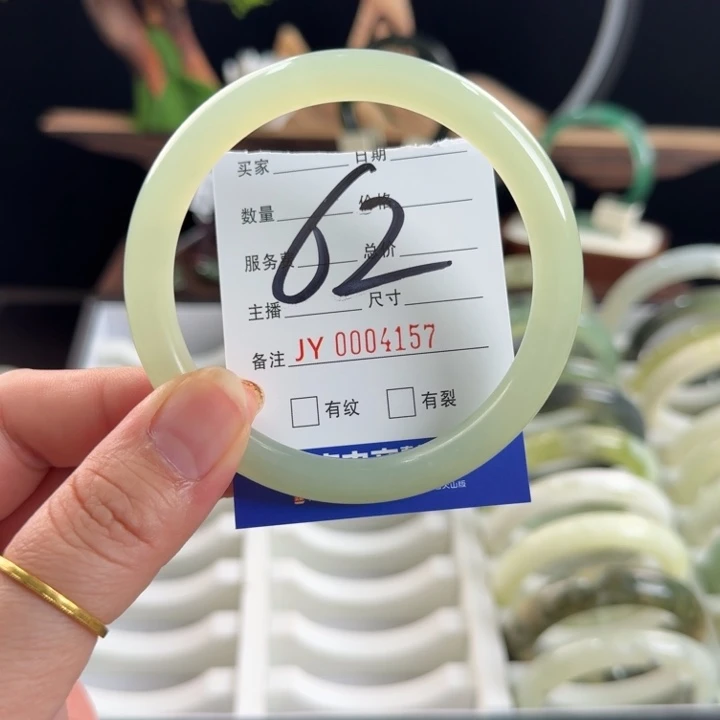 买家 日期
数量 价格
服务费 总价
62
主播 尺寸
备注 JY 0004157
有纹 有裂